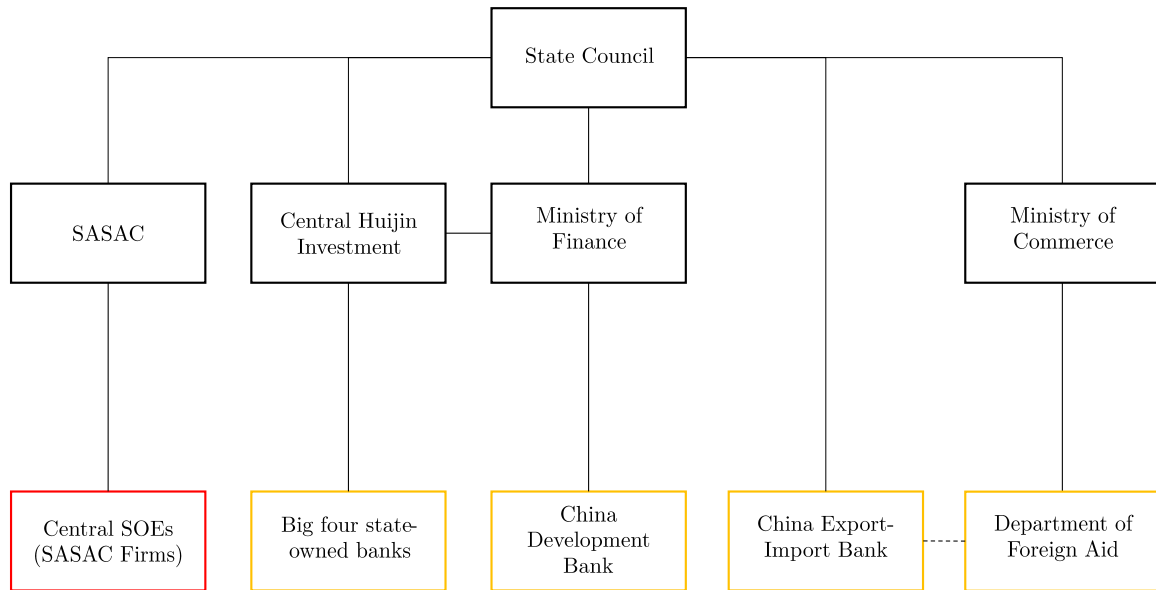 State Council
SASAC
Central Huijin
Investment
Ministry of
Finance
Ministry of
Commerce
Central SOEs
(SASAC Firms)
Big four state-
owned banks
China
Development
Bank
China Export-
Import Bank
Department of
Foreign Aid